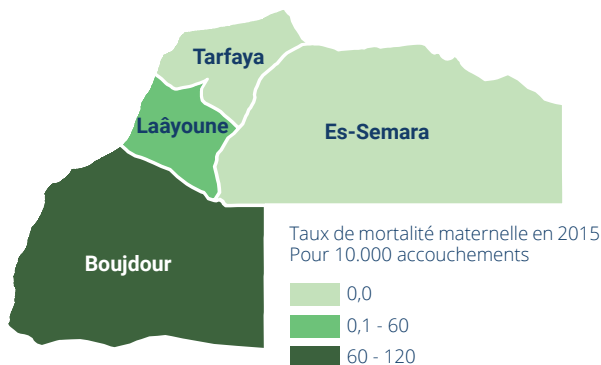 Tarfaya
Laâyoune
Es-Semara
Boujdour
Taux de mortalité maternelle en 2015
Pour 10.000 accouchements
0,0
0,1 - 60
60 - 120